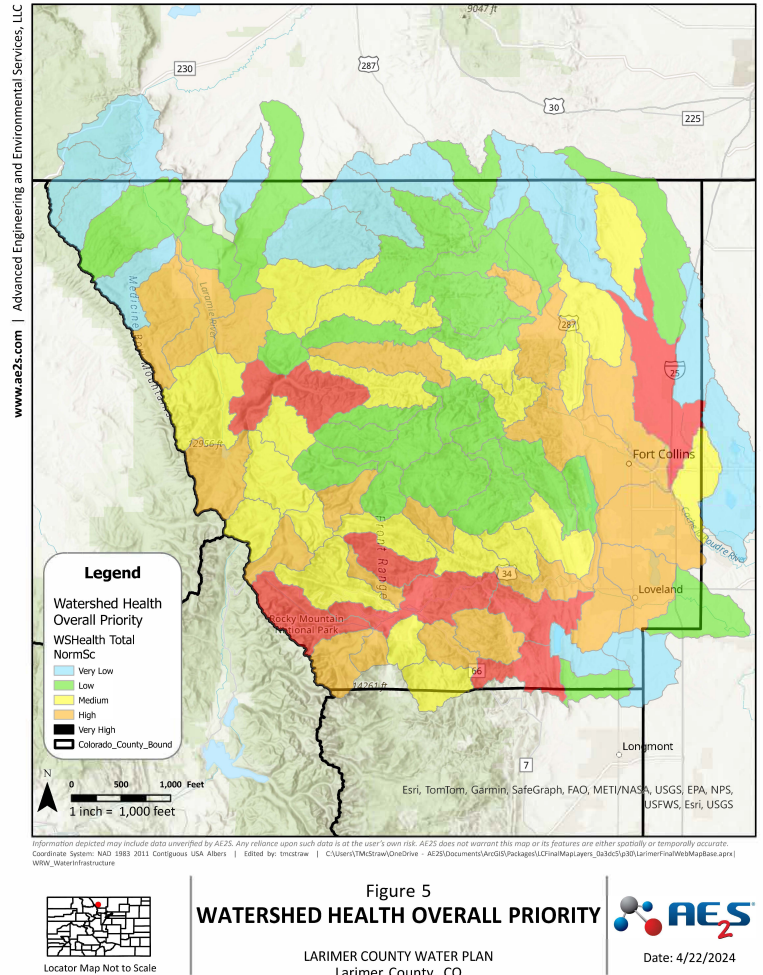 www.ae2s.com | Advanced Engineering and Environmental Services, LLC
9047 ft
230
287
30
225
Medicine Bow Mountains
Laramie River
287
25
12956 ft
Fort Collins
Cache la Poudre River
Front Range
34
Loveland
Rocky Mountain
National Park
66
14261 ft
Longmont
7
Legend
Watershed Health
Overall Priority
WSHealth Total
NormSc
Very Low
Low
Medium
High
Very High
Colorado_County_Bound
N
0 500 1,000 Feet
1 inch = 1,000 feet
Esri, TomTom, Garmin, SafeGraph, FAO, METI/NASA, USGS, EPA, NPS,
USFWS, Esri, USGS
Information depicted may include data unverified by AE2S. Any reliance upon such data is at the user's own risk. AE2S does not warrant this map or its features are either spatially or temporally accurate.
Coordinate System: NAD 1983 2011 Contiguous USA Albers | Edited by: tmcstraw | C:\Users\TMcStraw\OneDrive - AE2S\Documents\ArcGIS\Packages\LCFinalMapLayers_0a3dc5\p30\LarimerFinalWebMapBase.aprx|
WRW_WaterInfrastructure
Locator Map Not to Scale
Figure 5
WATERSHED HEALTH OVERALL PRIORITY
LARIMER COUNTY WATER PLAN
Larimer County, CO
AE2S
Date: 4/22/2024